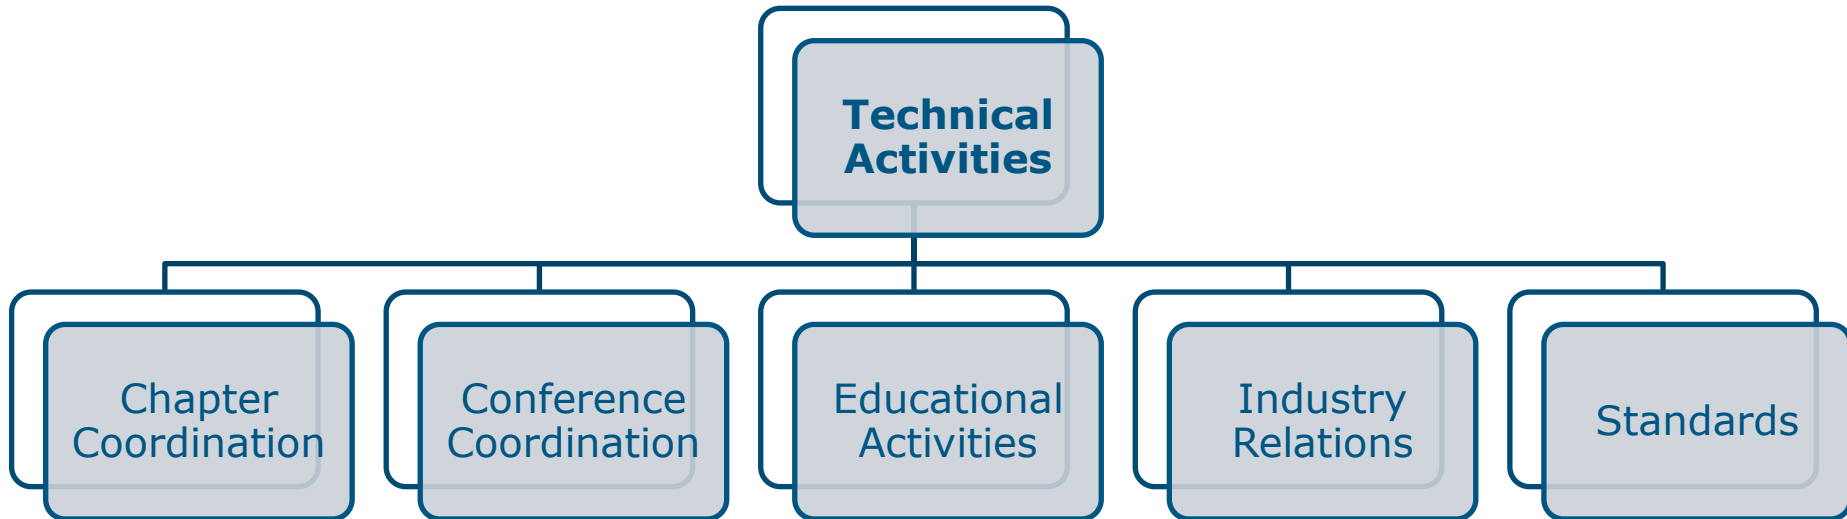 Technical
Activities
Chapter
Coordination
Conference
Coordination
Educational
Activities
Industry
Relations
Standards